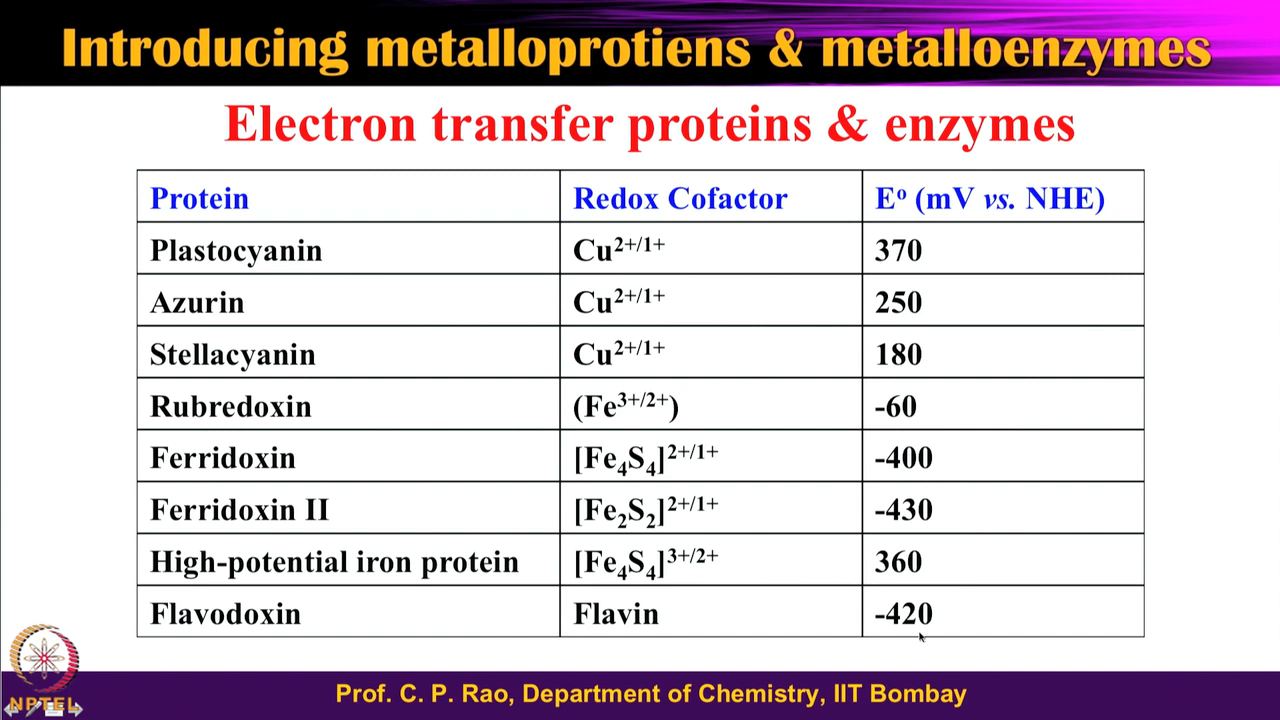 Introducing metalloprotiens & metalloenzymes
Electron transfer proteins & enzymes
Protein Redox Cofactor Eᵒ (mV vs. NHE)
Plastocyanin Cu²⁺/¹⁺ 370
Azurin Cu²⁺/¹⁺ 250
Stellacyanin Cu²⁺/¹⁺ 180
Rubredoxin (Fe³⁺/²⁺) -60
Ferridoxin [Fe₄S₄]²⁺/¹⁺ -400
Ferridoxin II [Fe₂S₂]²⁺/¹⁺ -430
High-potential iron protein [Fe₄S₄]³⁺/²⁺ 360
Flavodoxin Flavin -420
NPTEL
Prof. C. P. Rao, Department of Chemistry, IIT Bombay